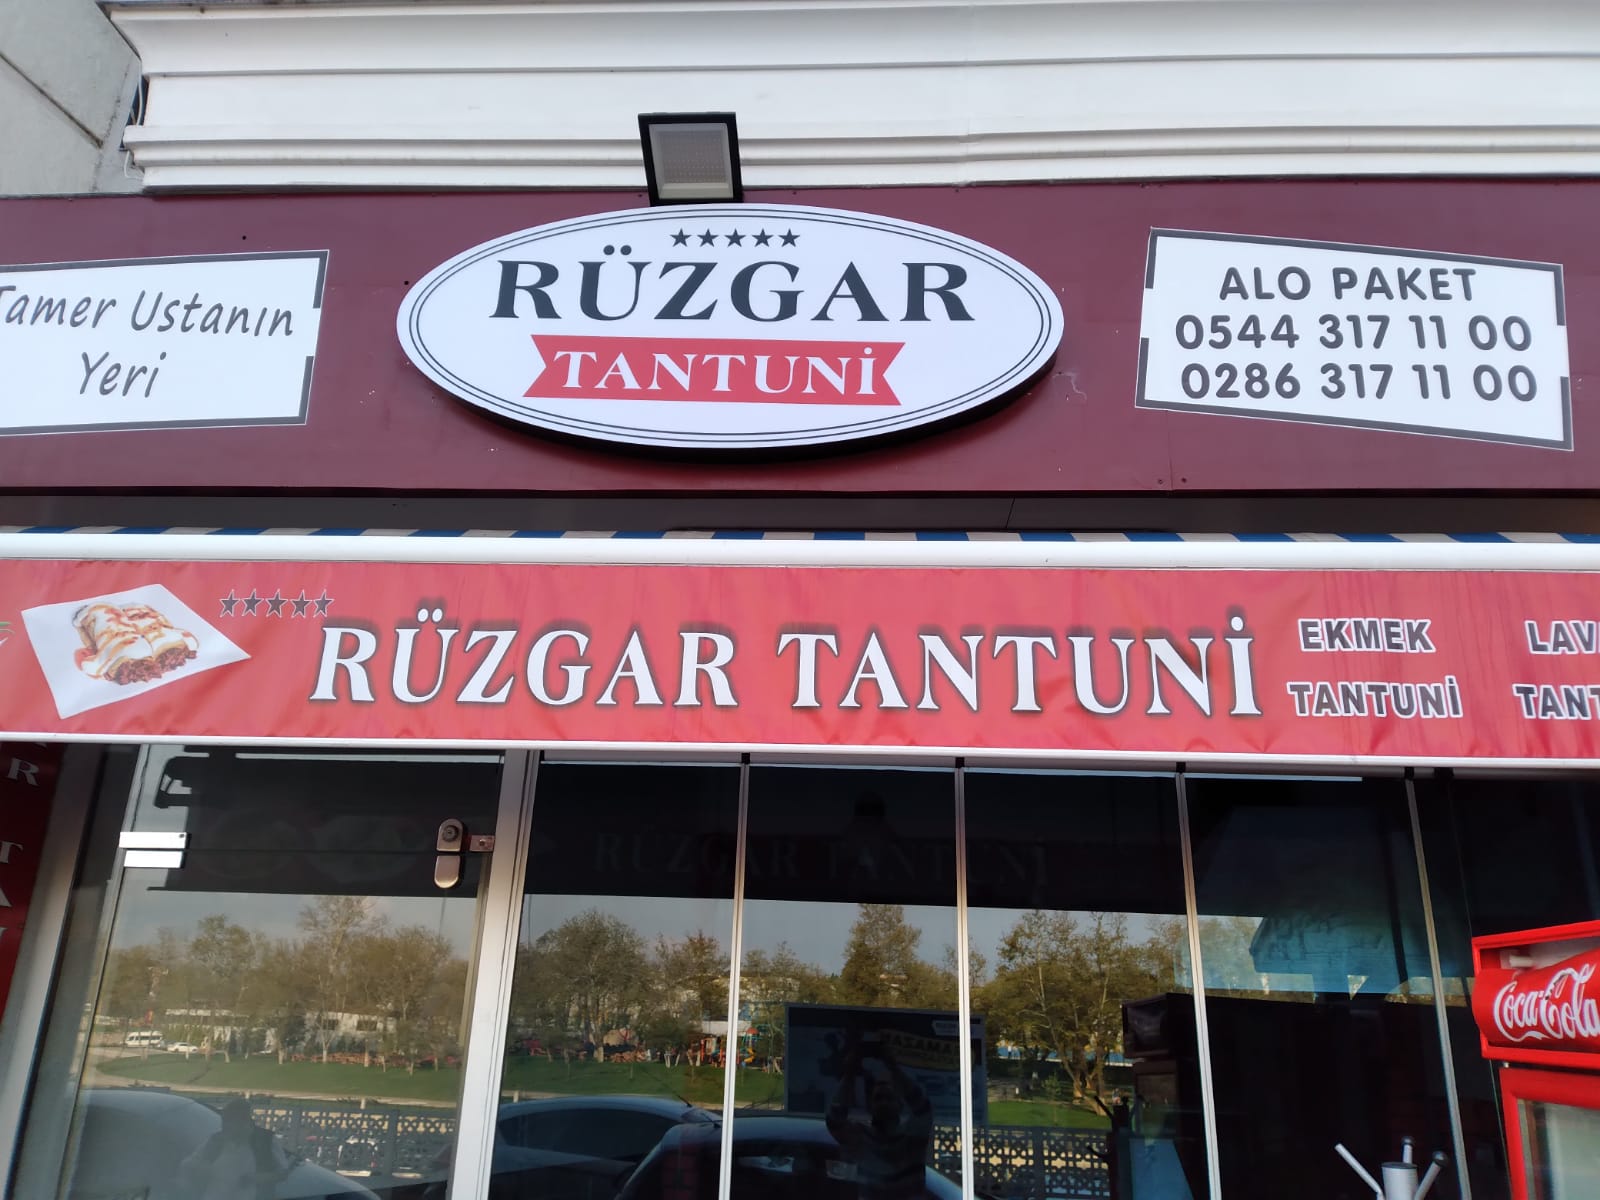 Tamer Ustanın
Yeri
RÜZGAR
TANTUNİ
ALO PAKET
0544 317 11 00
0286 317 11 00
RÜZGAR TANTUNİ
EKMEK
TANTUNİ
RÜZGAR TANTUNİ
Coca-Cola